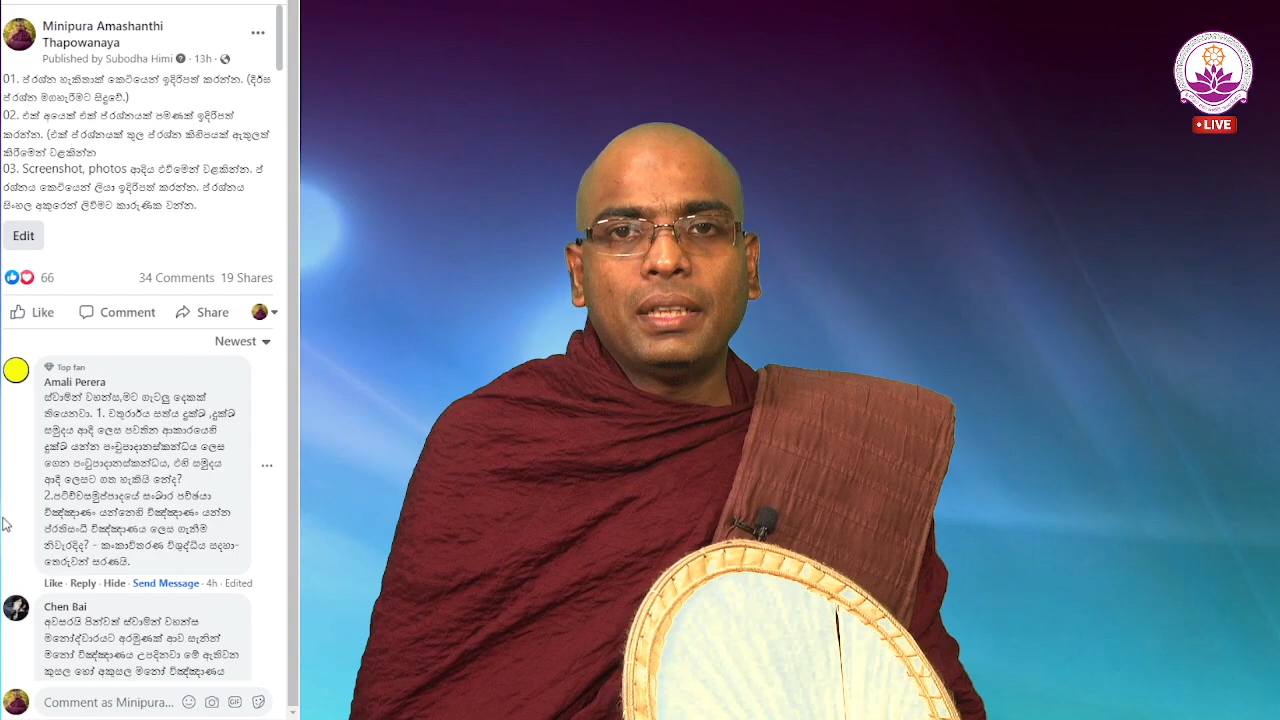 Minipura Amashanthi
Thapowanaya
Published by Subodha Himi · 13h ·
01. ප්‍රශ්න හැකිතාක් කෙටියෙන් ඉදිරිපත් කරන්න. (දීර්ඝ
ප්‍රශ්න මගහැරීමට සිදුවේ.)
02. එක් අයෙක් එක් ප්‍රශ්නයක් පමණක් ඉදිරිපත්
කරන්න. (එක් ප්‍රශ්නයක් තුල ප්‍රශ්න කිහිපයක් ඇතුලත්
කිරීමෙන් වළකින්න
03. Screenshot, photos ආදිය එවීමෙන් වළකින්න. ප්‍
රශ්නය කෙටියෙන් ලියා ඉදිරිපත් කරන්න. ප්‍රශ්නය
සිංහල අකුරෙන් ලිවීමට කාරුණික වන්න.
Edit
66 34 Comments 19 Shares
Like Comment Share
Newest
Top fan
Amali Perera
ස්වාමින් වහන්ස,මට ගැටලු දෙකක්
තියෙනවා. 1. චතුරාර්ය සත්ය දුක්ඛ ,දුක්ඛ
සමුදය ආදී ලෙස පවතින ආකාරයෙහි
දුක්ඛ යන්න පංචුපාදානස්කන්ධය ලෙස
ගෙන පංචුපාදානස්කන්ධය, එහි සමුදය
ආදී ලෙසට ගත හැකියි නේද?
2.පටිච්චසමුප්පාදයේ සංඛාර පච්ඡයා
විඤ්ඤාණං යන්නෙහි විඤ්ඤාණං යන්න
ප්රතිසංධි විඤ්ඤාණය ලෙස ගැනීම
නිවැරදිද? - කංකාවිතරණ විශුද්ධිය සදහා-
තෙරුවන් සරණයි.
Like · Reply · Hide · Send Message · 4h · Edited
Chen Bai
අවසරයි පින්වත් ස්වාමින් වහන්ස
මනෝද්වාරයට අරමුණක් ආව සැනින්
මනෝ විඤ්ඤාණය උපදිනවා මේ ඇතිවන
කුසල හෝ අකුසල මනෝ විඤ්ඤාණය
Comment as Minipura...
GIF
LIVE